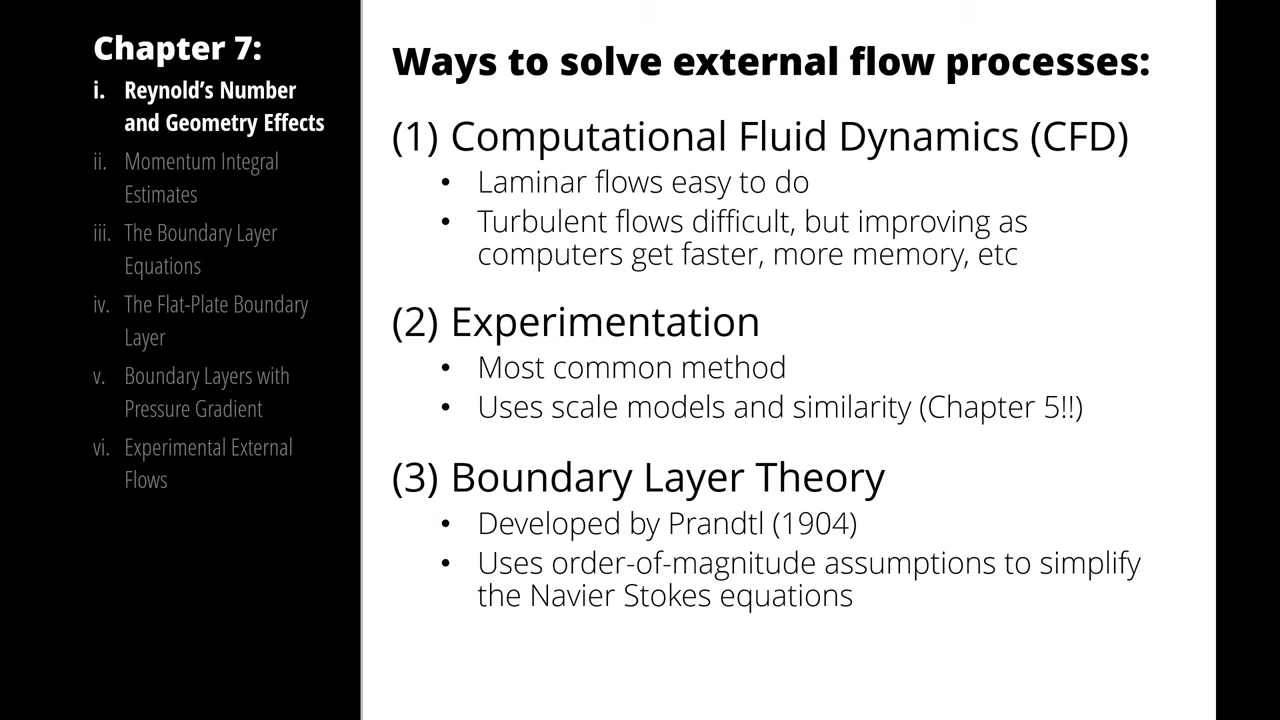 Chapter 7:
i. Reynold's Number
and Geometry Effects
ii. Momentum Integral
Estimates
iii. The Boundary Layer
Equations
iv. The Flat-Plate Boundary
Layer
v. Boundary Layers with
Pressure Gradient
vi. Experimental External
Flows
Ways to solve external flow processes:
(1) Computational Fluid Dynamics (CFD)
• Laminar flows easy to do
• Turbulent flows difficult, but improving as
computers get faster, more memory, etc
(2) Experimentation
• Most common method
• Uses scale models and similarity (Chapter 5!!)
(3) Boundary Layer Theory
• Developed by Prandtl (1904)
• Uses order-of-magnitude assumptions to simplify
the Navier Stokes equations